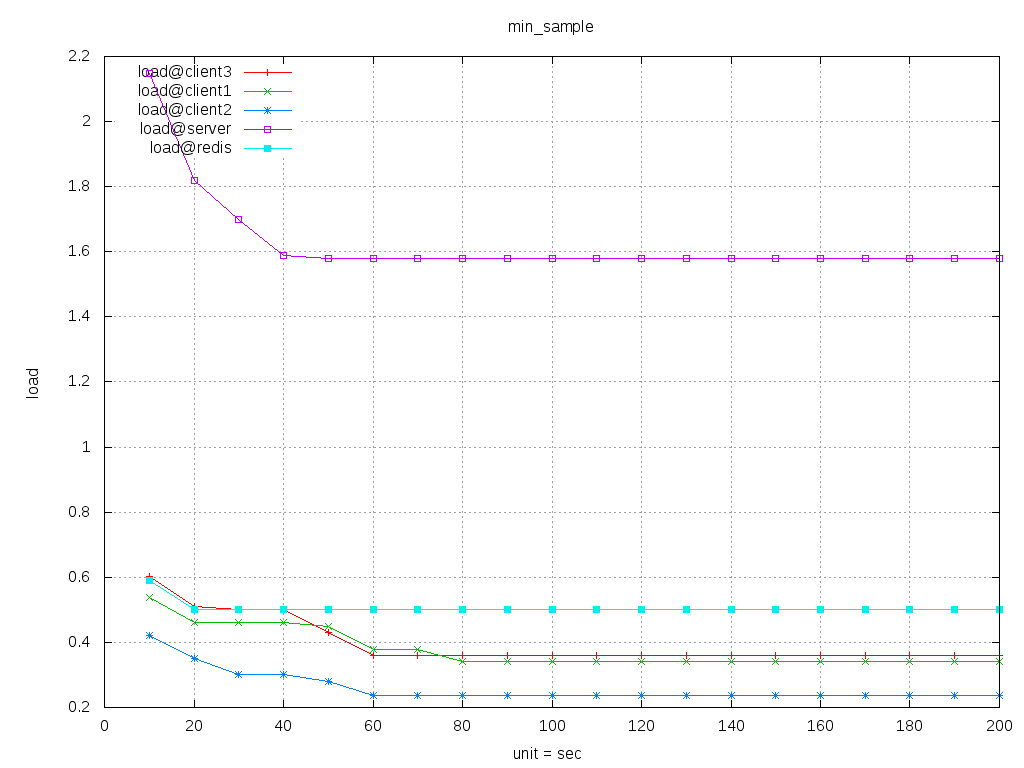 min_sample
2.2
2
1.8
1.6
1.4
1.2
1
0.8
0.6
0.4
0.2
load@client3
load@client1
load@client2
load@server
load@redis
load
0 20 40 60 80 100 120 140 160 180 200
unit = sec